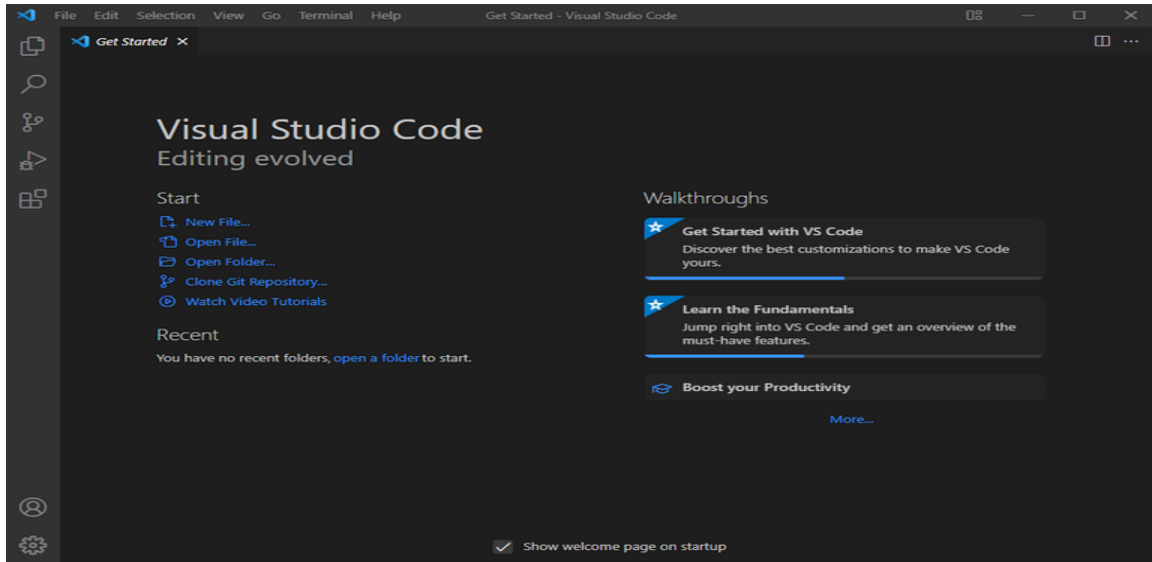 File Edit Selection View Go Terminal Help Get Started - Visual Studio Code
Get Started
Visual Studio Code
Editing evolved
Start
New File...
Open File...
Open Folder...
Clone Git Repository...
Watch Video Tutorials
Recent
You have no recent folders, open a folder to start.
Walkthroughs
Get Started with VS Code
Discover the best customizations to make VS Code
yours.
Learn the Fundamentals
Jump right into VS Code and get an overview of the
must-have features.
Boost your Productivity
More...
Show welcome page on startup